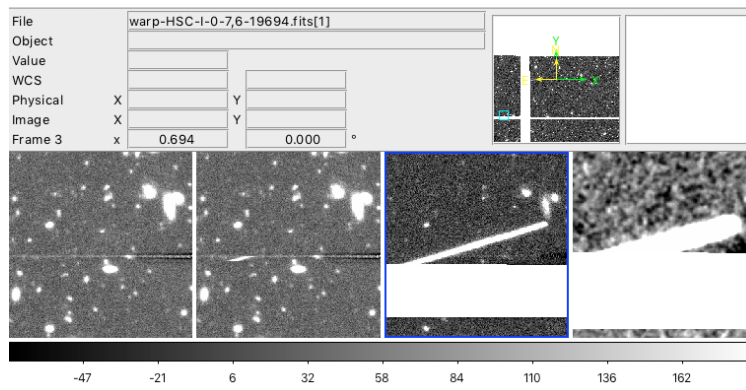 File warp-HSC-I-0-7,6-19694.fits[1]
Object
Value
WCS
Physical X Y
Image X Y
Frame 3 x 0.694 0.000 °
Y
N
E X
-47 -21 6 32 58 84 110 136 162